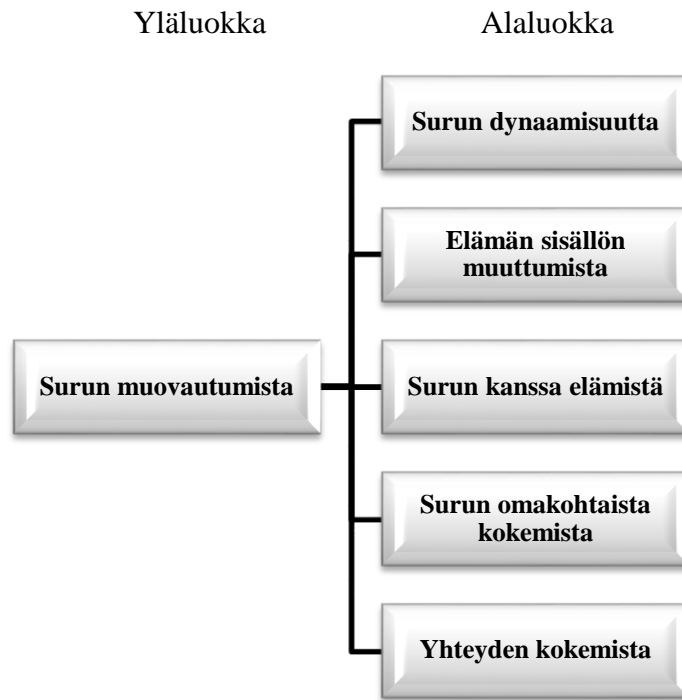 Yläluokka
Alaluokka
Surun dynaamisuutta
Elämän sisällön
muuttumista
Surun muovautumista
Surun kanssa elämistä
Surun omakohtaista
kokemista
Yhteyden kokemista